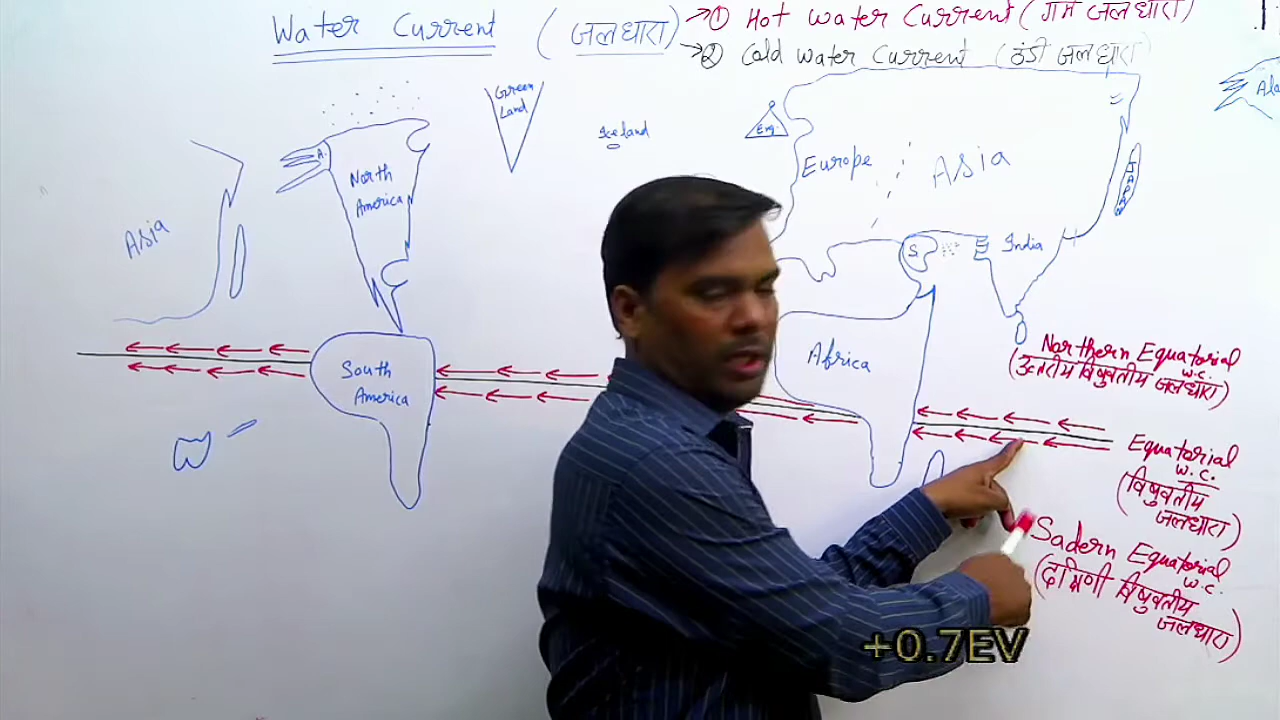 Water Current (जलधारा)
→① Hot Water Current (गर्म जलधारा)
→② Cold Water Current (ठंडी जलधारा)
Green
Land
Iceland
Eng.
Europe
Asia
JAPAN
A.
North
America
Asia
S.
India
South
America
Africa
Northern Equatorial
W.C.
(उत्तरीय विषुवतीय जलधारा)
Equatorial
W.C.
(विषुवतीय
जलधारा)
Sadern Equatorial
W.C.
(दक्षिणी विषुवतीय
जलधारा)
+0.7EV